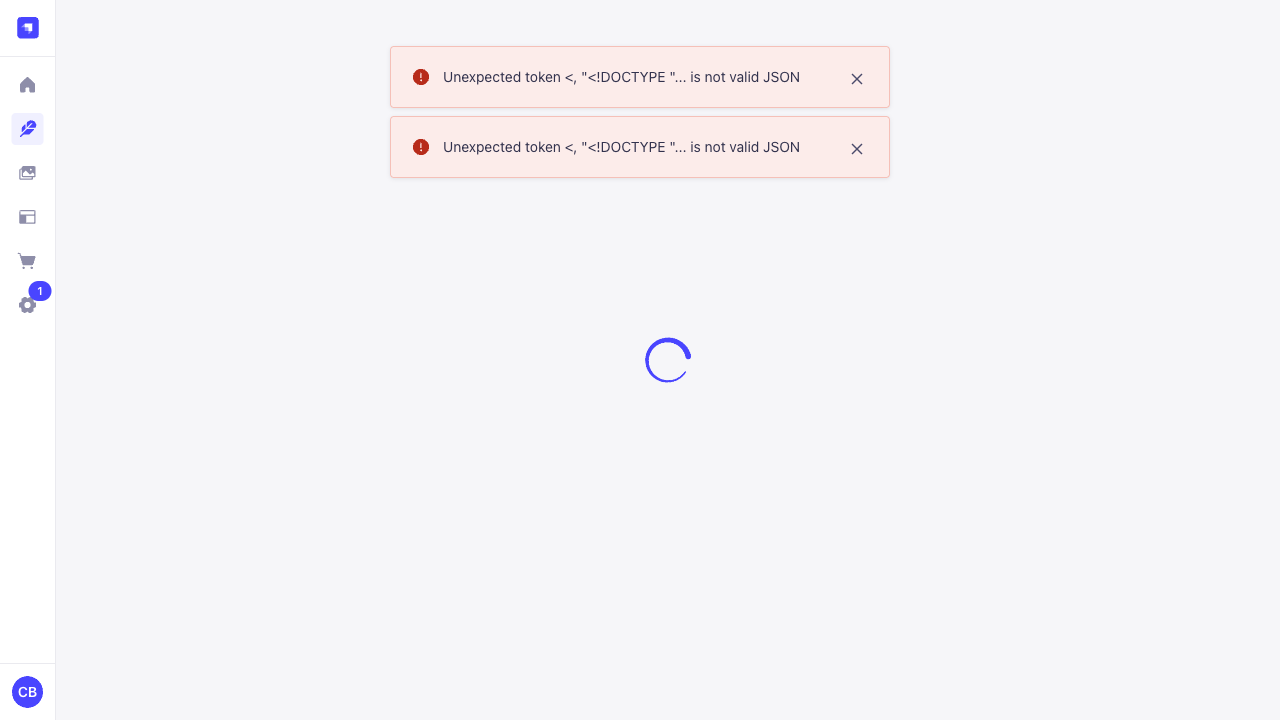 Unexpected token <, "<!DOCTYPE "... is not valid JSON
Unexpected token <, "<!DOCTYPE "... is not valid JSON
1
CB